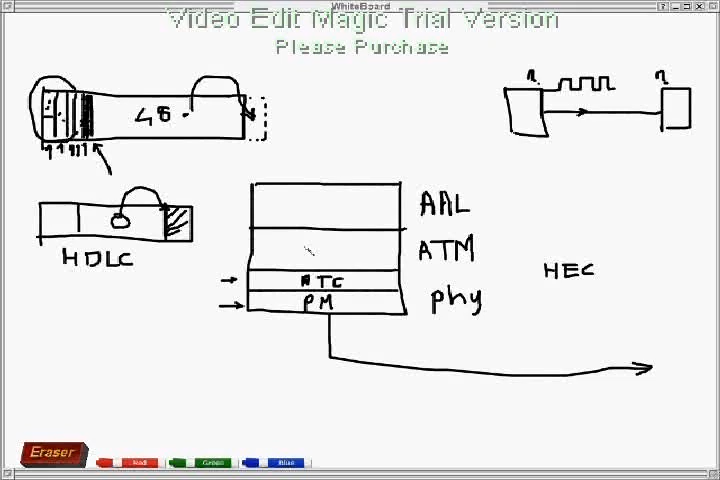 WhiteBoard
Video Edit Magic Trial Version
Please Purchase
48
HDLC
AAL
ATM
TC
PM
Phy
HEC
Eraser
Red
Green
Blue